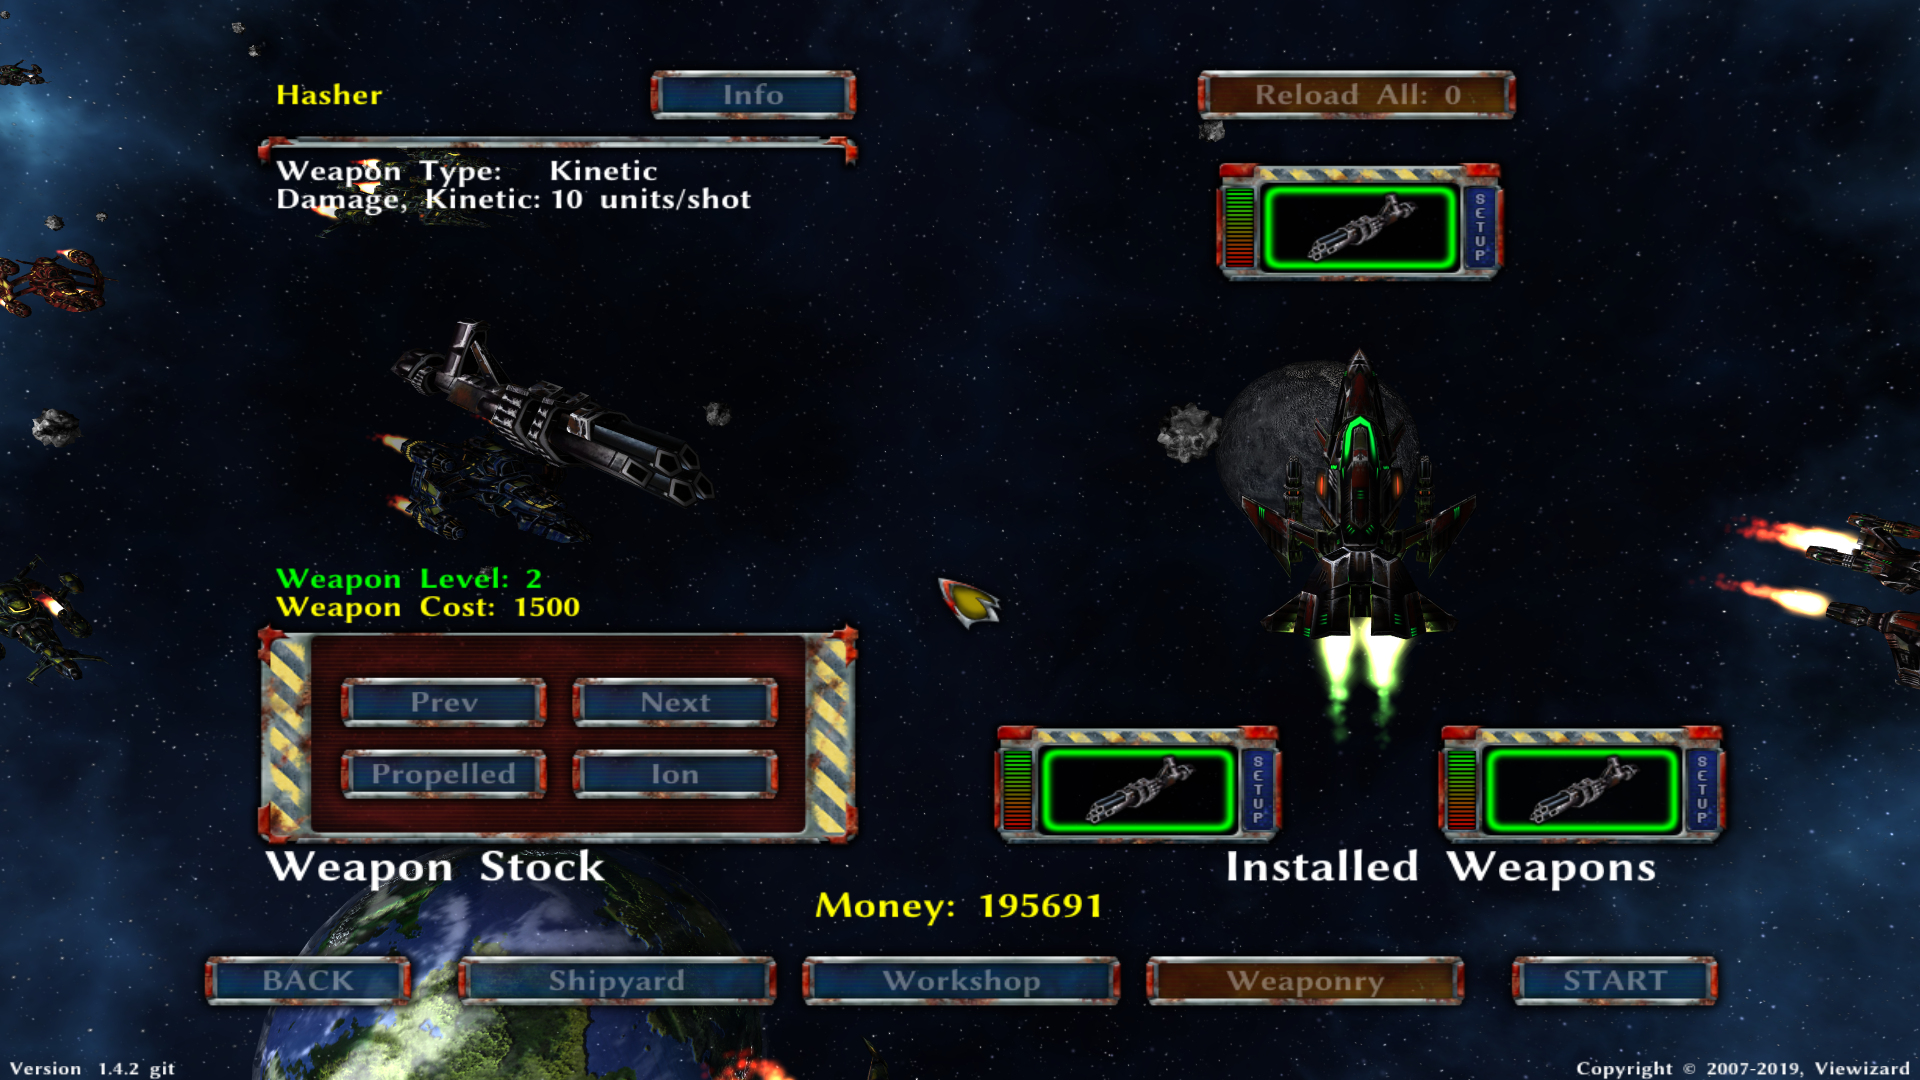 Hasher
Info
Reload All: 0
Weapon Type: Kinetic
Damage, Kinetic: 10 units/shot
SETUP
Weapon Level: 2
Weapon Cost: 1500
Prev
Next
Propelled
Ion
SETUP
SETUP
Weapon Stock
Installed Weapons
Money: 195691
BACK
Shipyard
Workshop
Weaponry
START
Version 1.4.2 git
Copyright © 2007-2019, Viewizard